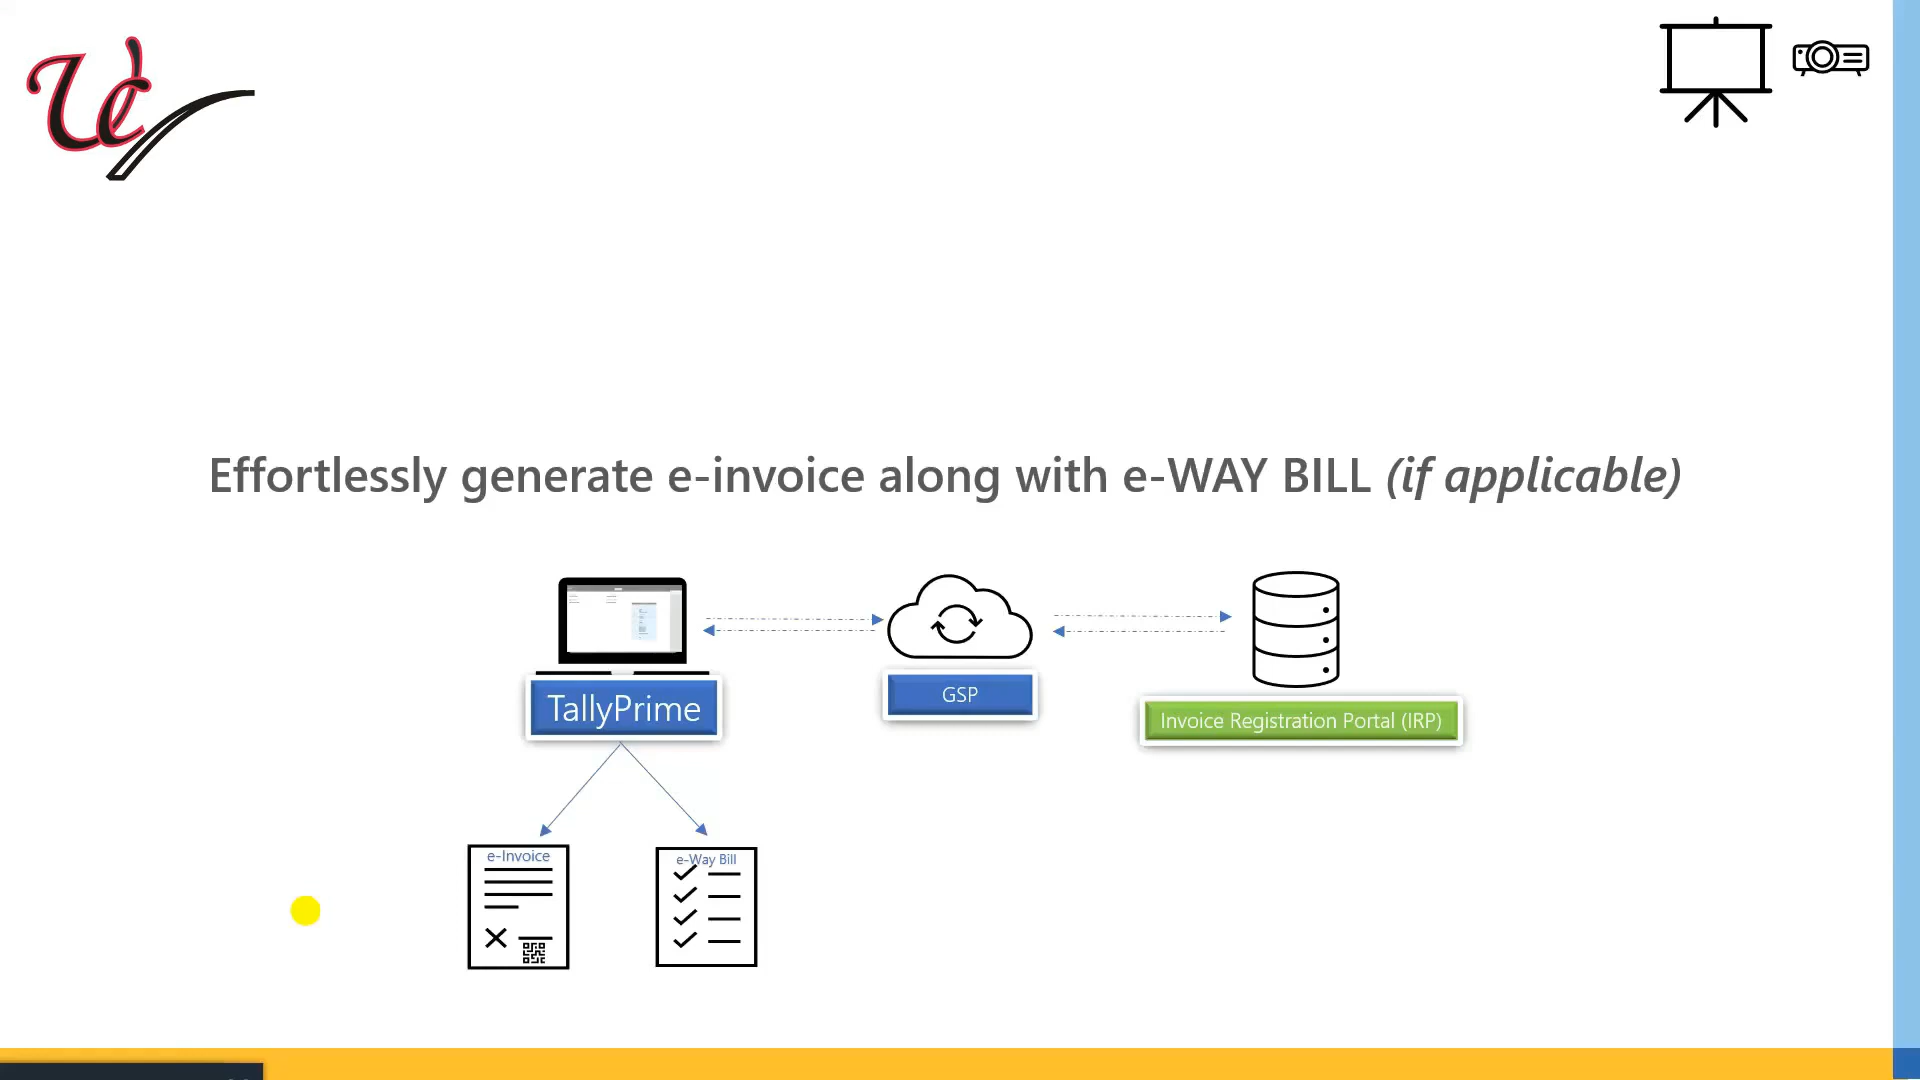 Effortlessly generate e-invoice along with e-WAY BILL (if applicable)
TallyPrime
GSP
Invoice Registration Portal (IRP)
e-Invoice
e-Way Bill